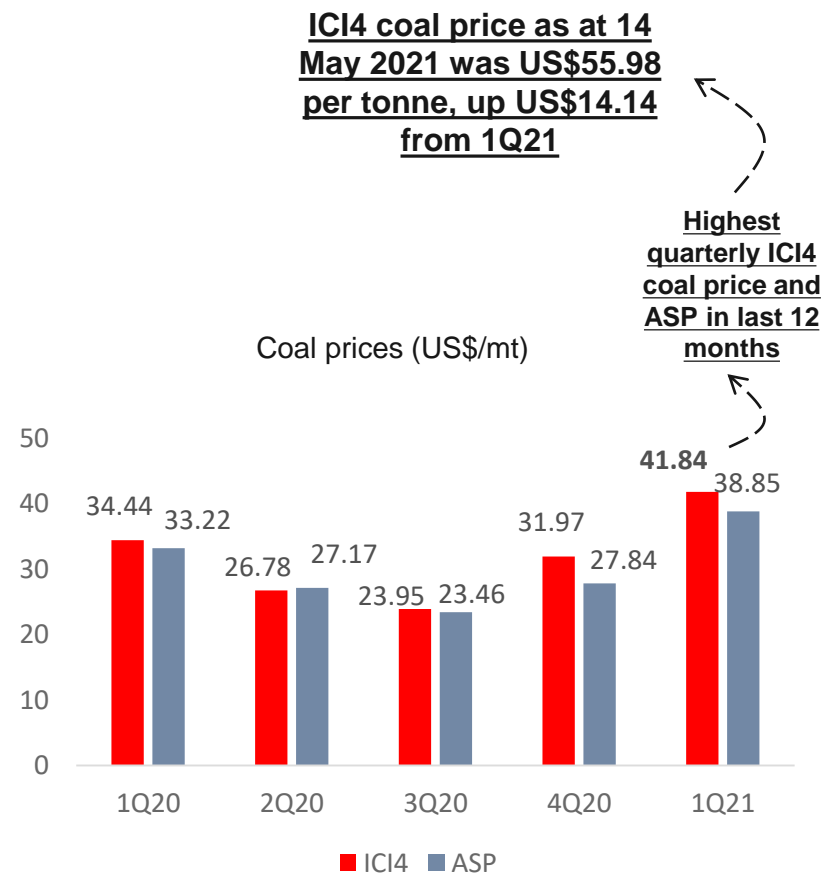 ICI4 coal price as at 14
May 2021 was US$55.98
per tonne, up US$14.14
from 1Q21
Highest
quarterly ICI4
coal price and
ASP in last 12
months
Coal prices (US$/mt)
50
40
30
20
10
0
34.44
33.22
26.78
27.17
23.95
23.46
31.97
27.84
41.84
38.85
1Q20
2Q20
3Q20
4Q20
1Q21
ICI4
ASP